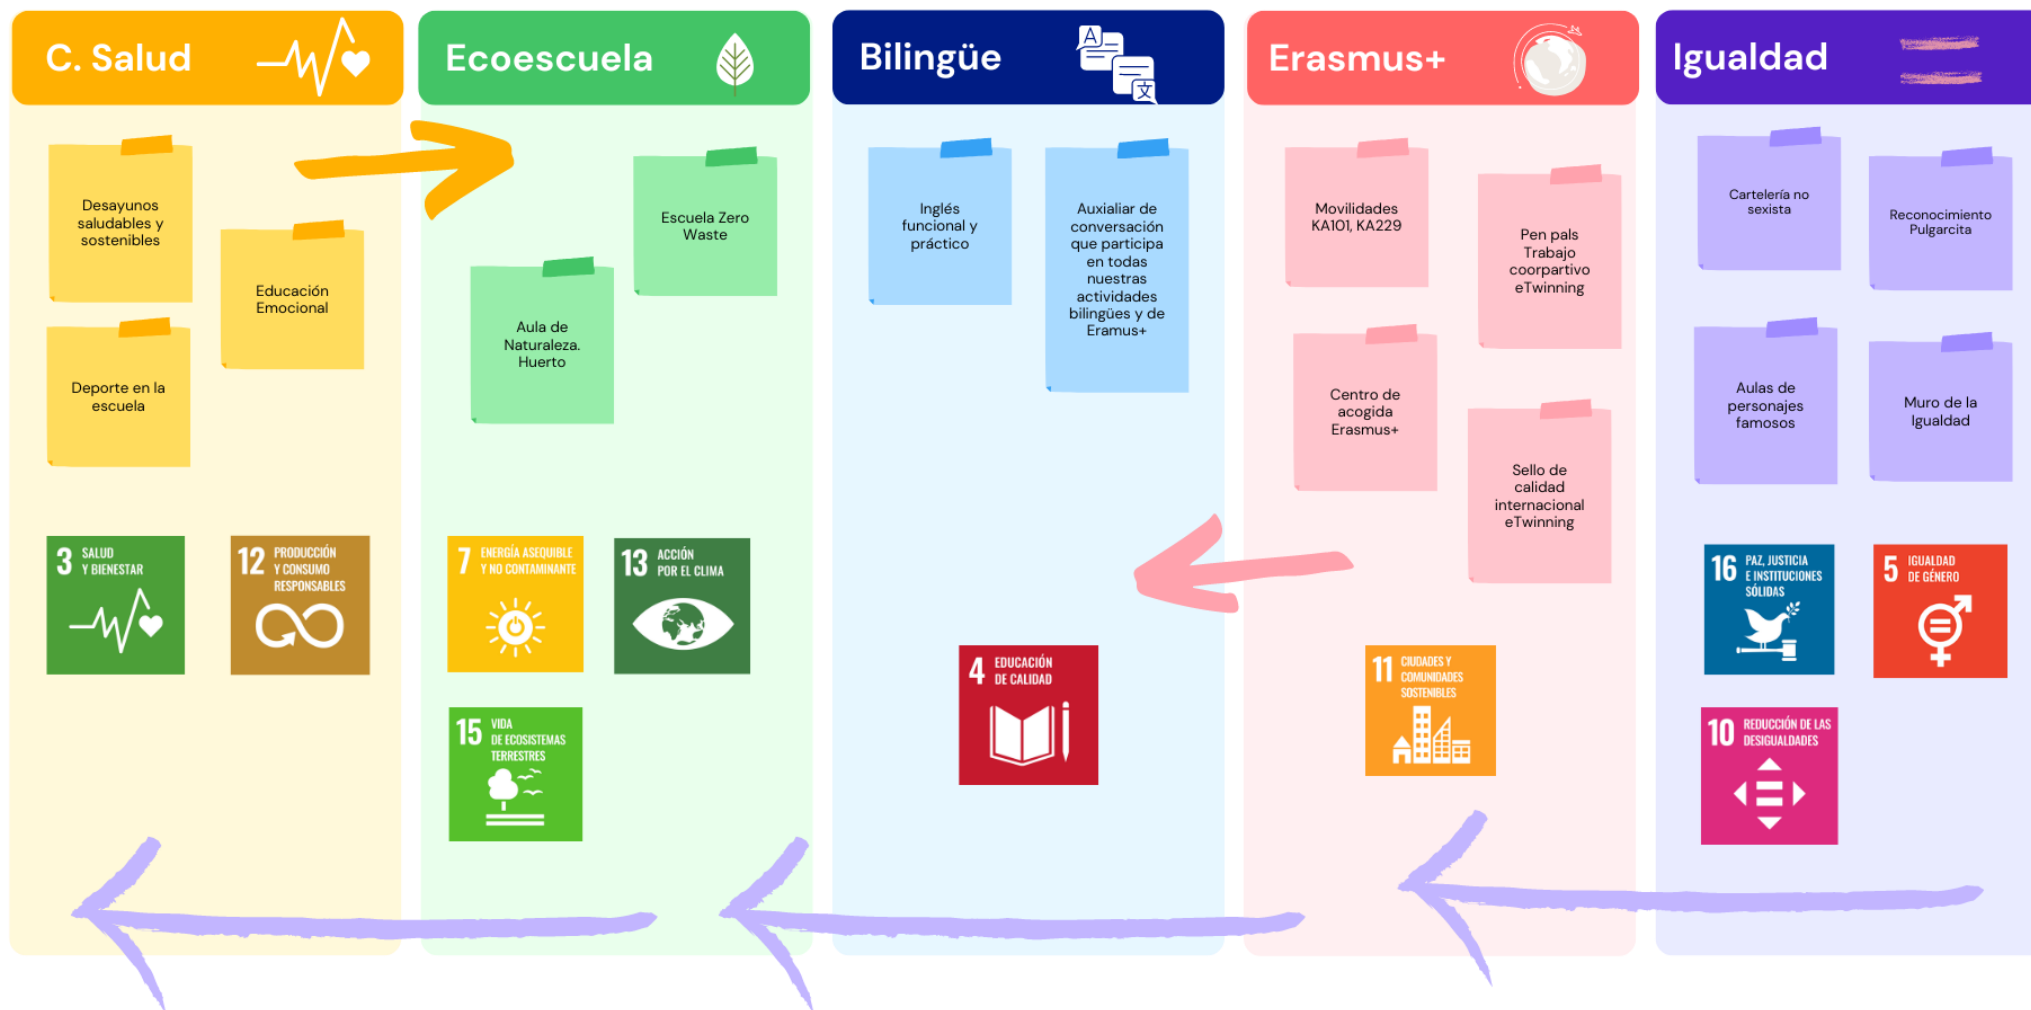 C. Salud
Desayunos
saludables y
sostenibles
Educación
Emocional
Deporte en la
escuela
3 SALUD
Y BIENESTAR
12 PRODUCCIÓN
Y CONSUMO
RESPONSABLES
Ecoescuela
Escuela Zero
Waste
Aula de
Naturaleza.
Huerto
7 ENERGÍA ASEQUIBLE
Y NO CONTAMINANTE
13 ACCIÓN
POR EL CLIMA
15 VIDA
DE ECOSISTEMAS
TERRESTRES
Bilingüe
A
文
Inglés
funcional y
práctico
Auxialiar de
conversación
que participa
en todas
nuestras
actividades
bilingües y de
Eramus+
4 EDUCACIÓN
DE CALIDAD
Erasmus+
Movilidades
KA101, KA229
Pen pals
Trabajo
coorpartivo
eTwinning
Centro de
acogida
Erasmus+
Sello de
calidad
internacional
eTwinning
11 CIUDADES Y
COMUNIDADES
SOSTENIBLES
Igualdad
Cartelería no
sexista
Reconocimiento
Pulgarcita
Aulas de
personajes
famosos
Muro de la
Igualdad
16 PAZ, JUSTICIA
E INSTITUCIONES
SÓLIDAS
5 IGUALDAD
DE GÉNERO
10 REDUCCIÓN DE LAS
DESIGUALDADES